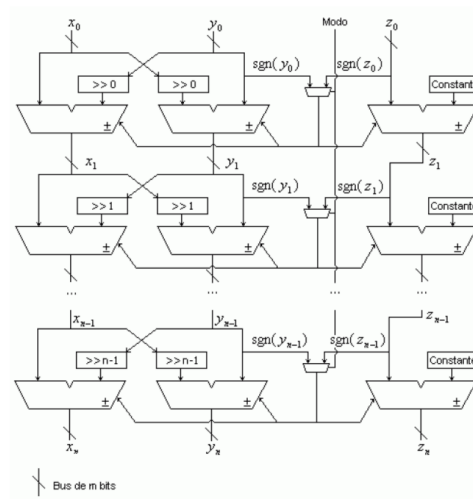 x0 y0 Modo z0
sgn(y0) sgn(z0)
>>0 >>0 Constante
± ± ±
x1 y1 z1
sgn(y1) sgn(z1)
>>1 >>1 Constante
± ± ±
... ... ... ...
xn-1 yn-1 zn-1
sgn(yn-1) sgn(zn-1)
>>n-1 >>n-1 Constante
± ± ±
xn yn zn
Bus de m bits